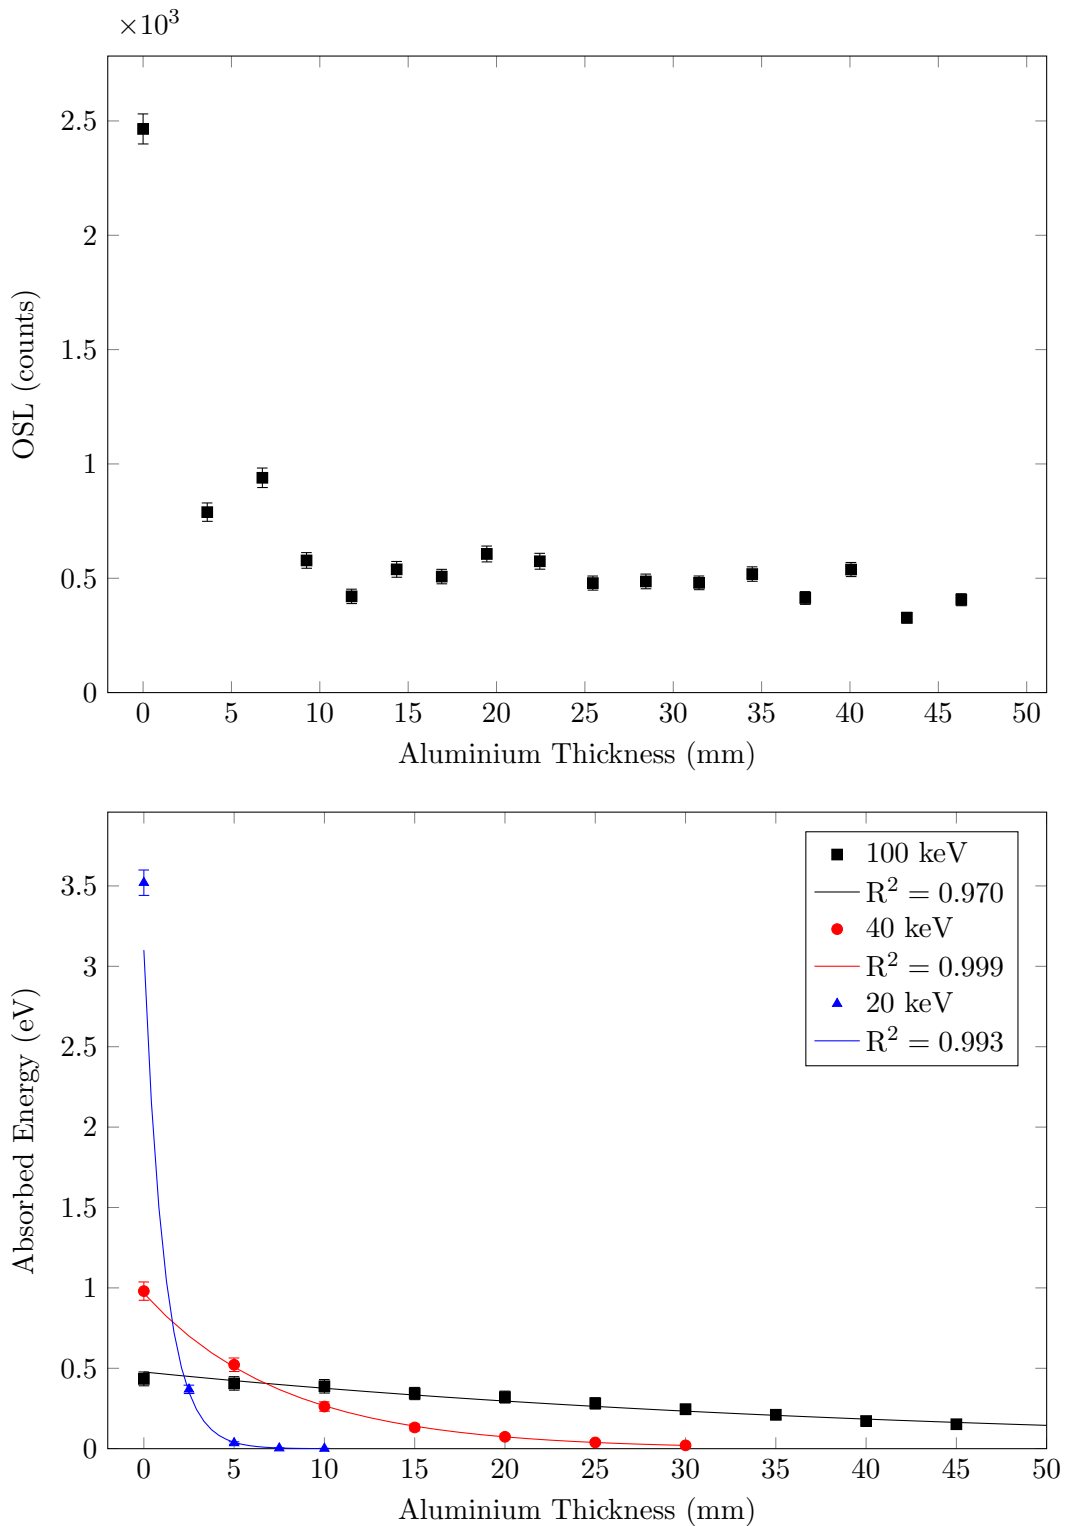 ×10³
2.5
2
1.5
1
0.5
0
0 5 10 15 20 25 30 35 40 45 50
OSL (counts)
Aluminium Thickness (mm)
100 keV
R² = 0.970
40 keV
R² = 0.999
20 keV
R² = 0.993
3.5
3
2.5
2
1.5
1
0.5
0
0 5 10 15 20 25 30 35 40 45 50
Absorbed Energy (eV)
Aluminium Thickness (mm)